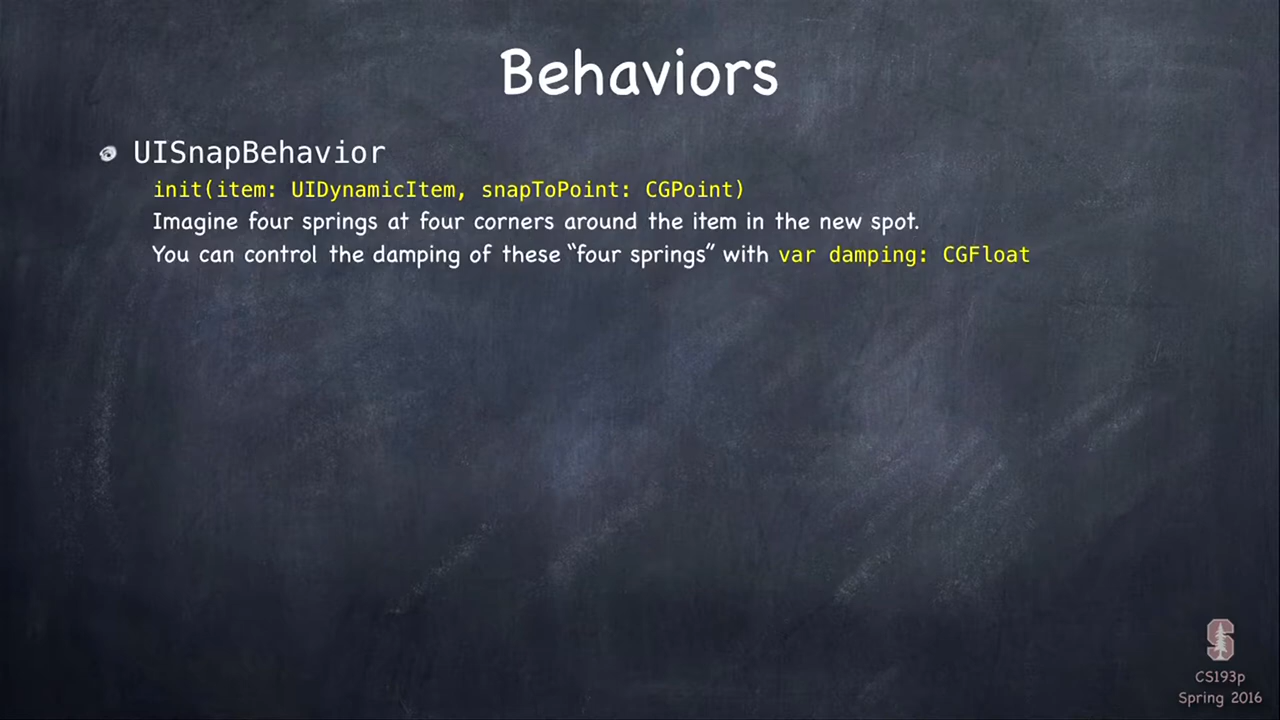 Behaviors
UISnapBehavior
init(item: UIDynamicItem, snapToPoint: CGPoint)
Imagine four springs at four corners around the item in the new spot.
You can control the damping of these “four springs” with var damping: CGFloat
S
CS193p
Spring 2016